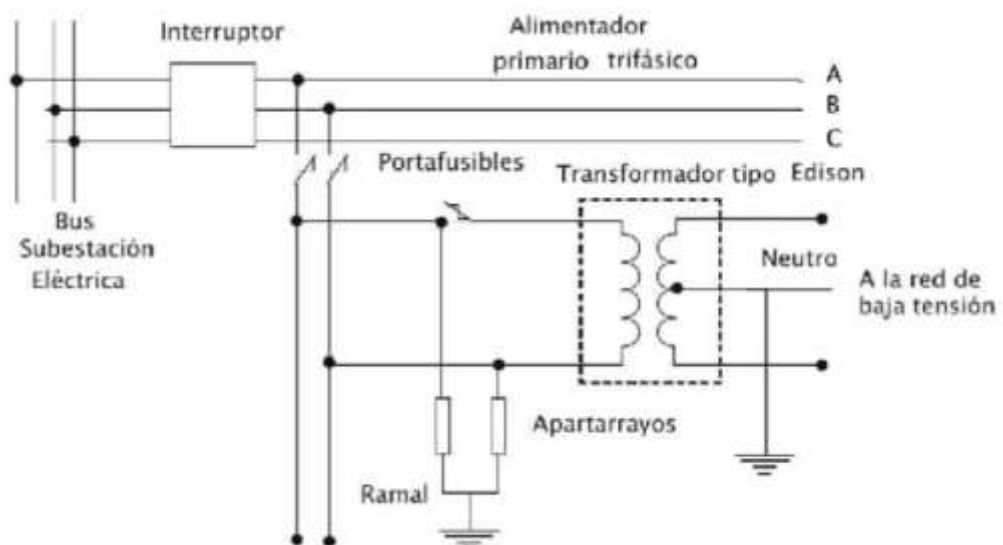 Interruptor
Alimentador
primario trifásico
A
B
C
Portafusibles
Transformador tipo Edison
Bus
Subestación
Eléctrica
Neutro
A la red de
baja tensión
Apartarrayos
Ramal